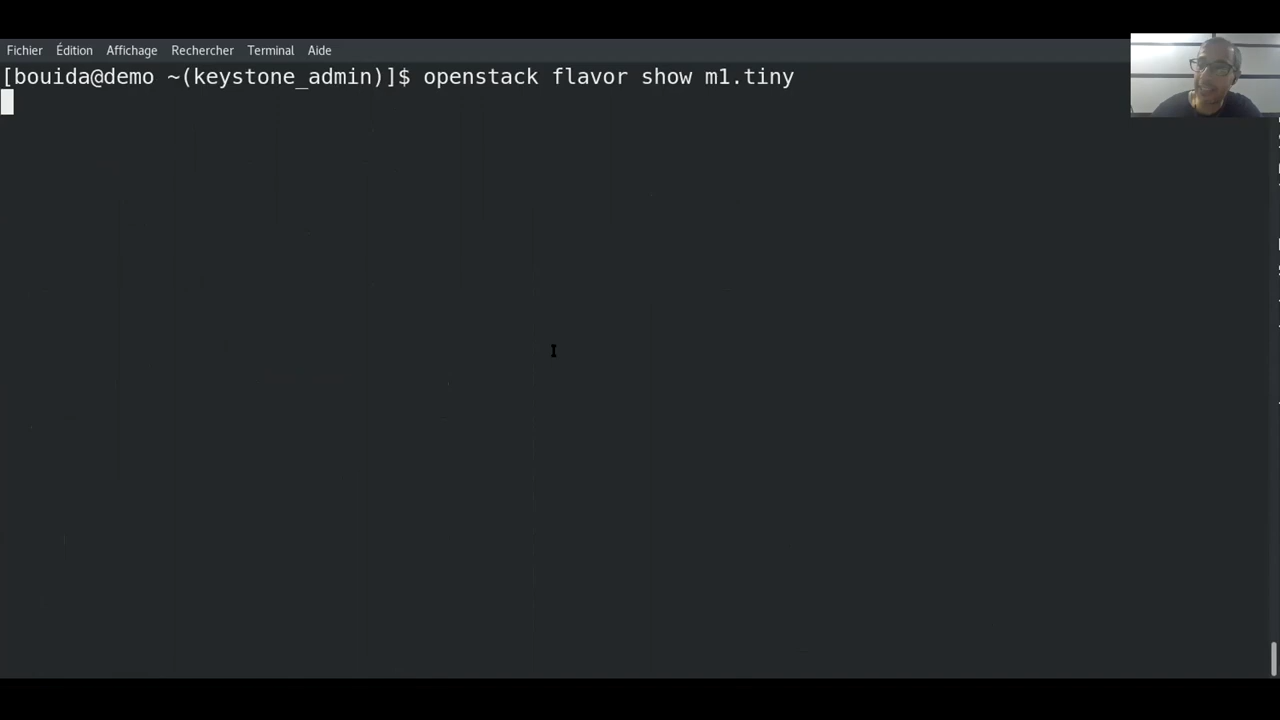 Fichier Édition Affichage Rechercher Terminal Aide
[bouida@demo ~(keystone_admin)]$ openstack flavor show m1.tiny